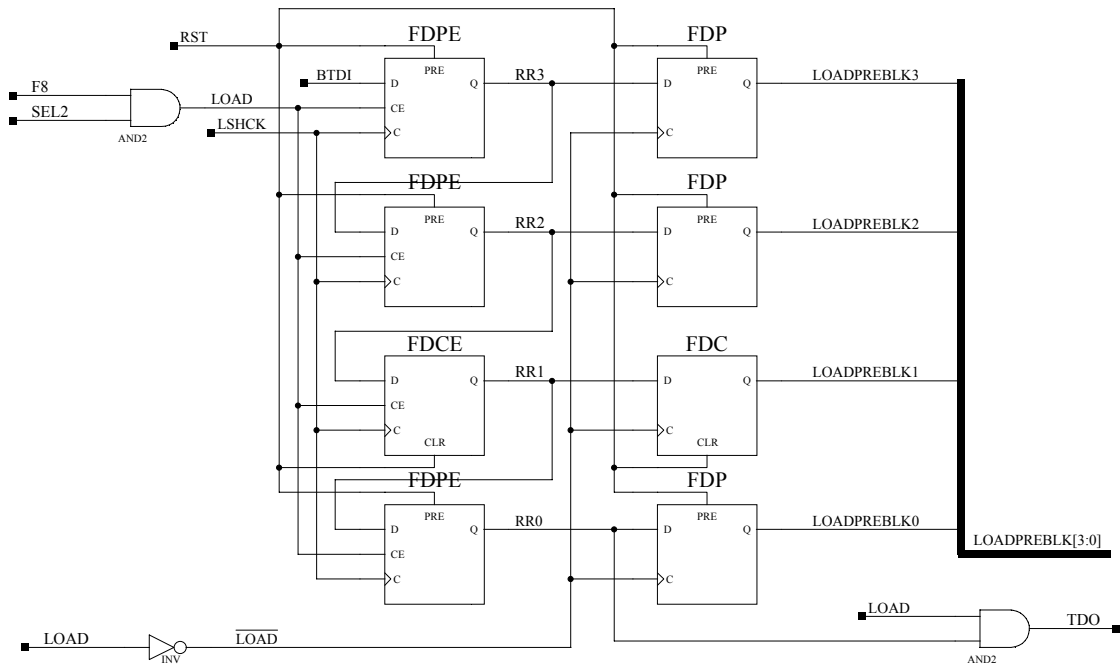 FDPE FDP
RST
PRE PRE
BTDI D Q RR3 D Q LOADPREBLK3
F8
LOAD CE
SEL2
LSHCK C C
AND2
FDPE FDP
PRE PRE
D Q RR2 D Q LOADPREBLK2
CE
C C
FDCE FDC
D Q RR1 D Q LOADPREBLK1
CE
C C
CLR CLR
FDPE FDP
PRE PRE
D Q RR0 D Q LOADPREBLK0
LOADPREBLK[3:0]
CE
C C
LOAD
TDO
LOAD LOAD
INV AND2